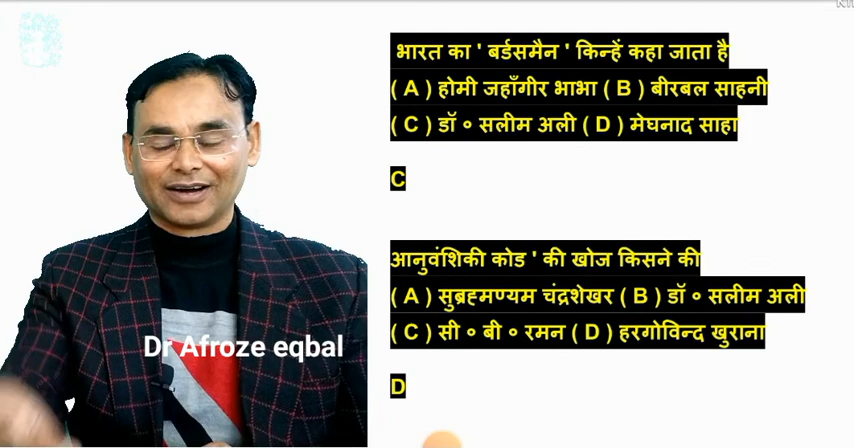 भारत का ' बर्डसमैन ' किन्हें कहा जाता है
( A ) होमी जहाँगीर भाभा ( B ) बीरबल साहनी
( C ) डॉ ० सलीम अली ( D ) मेघनाद साहा
C
आनुवंशिकी कोड ' की खोज किसने की
( A ) सुब्रह्मण्यम चंद्रशेखर ( B ) डॉ ० सलीम अली
( C ) सी ० बी ० रमन ( D ) हरगोविन्द खुराना
D
Dr Afroze eqbal